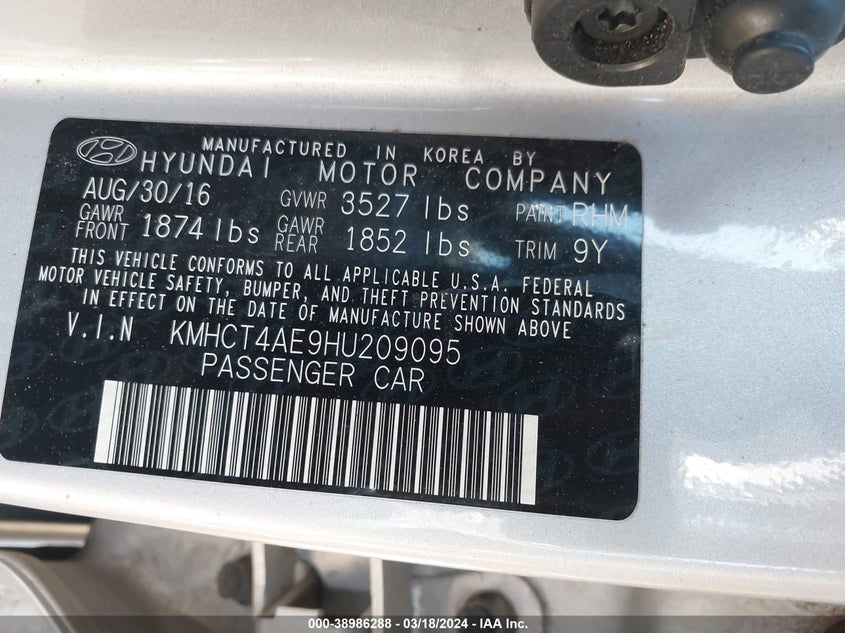 MANUFACTURED IN KOREA BY
HYUNDAI MOTOR COMPANY
AUG/30/16 GVWR 3527 lbs PAINT RHM
GAWR FRONT 1874 lbs GAWR REAR 1852 lbs TRIM 9Y
THIS VEHICLE CONFORMS TO ALL APPLICABLE U.S.A. FEDERAL
MOTOR VEHICLE SAFETY, BUMPER, AND THEFT PREVENTION STANDARDS
IN EFFECT ON THE DATE OF MANUFACTURE SHOWN ABOVE
V.I.N KMHCT4AE9HU209095
PASSENGER CAR
000-38986288 - 03/18/2024 - IAA Inc.